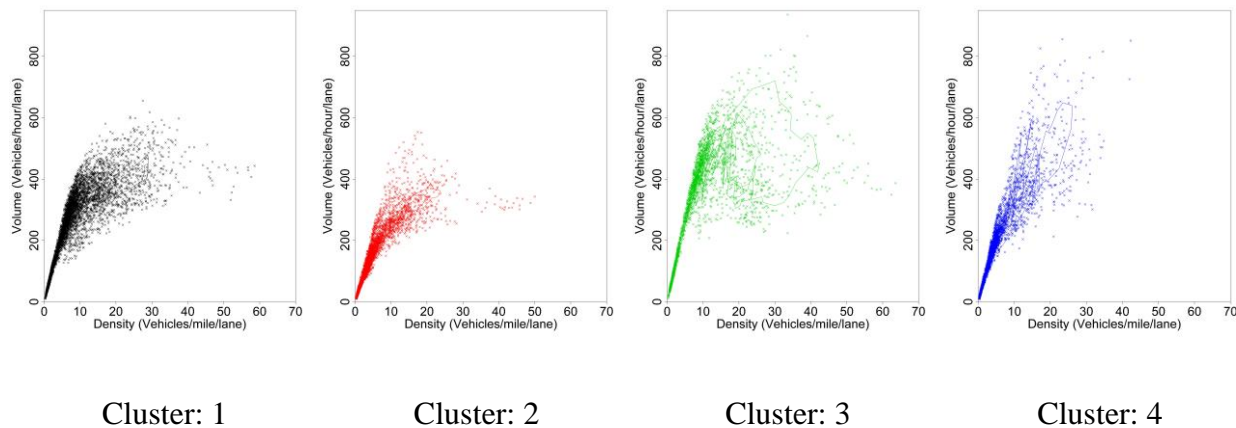 Volume (Vehicles/hour/lane)
0 200 400 600 800
0 10 20 30 40 50 60 70
Density (Vehicles/mile/lane)
Volume (Vehicles/hour/lane)
0 200 400 600 800
0 10 20 30 40 50 60 70
Density (Vehicles/mile/lane)
Volume (Vehicles/hour/lane)
0 200 400 600 800
0 10 20 30 40 50 60 70
Density (Vehicles/mile/lane)
Volume (Vehicles/hour/lane)
0 200 400 600 800
0 10 20 30 40 50 60 70
Density (Vehicles/mile/lane)
Cluster: 1
Cluster: 2
Cluster: 3
Cluster: 4